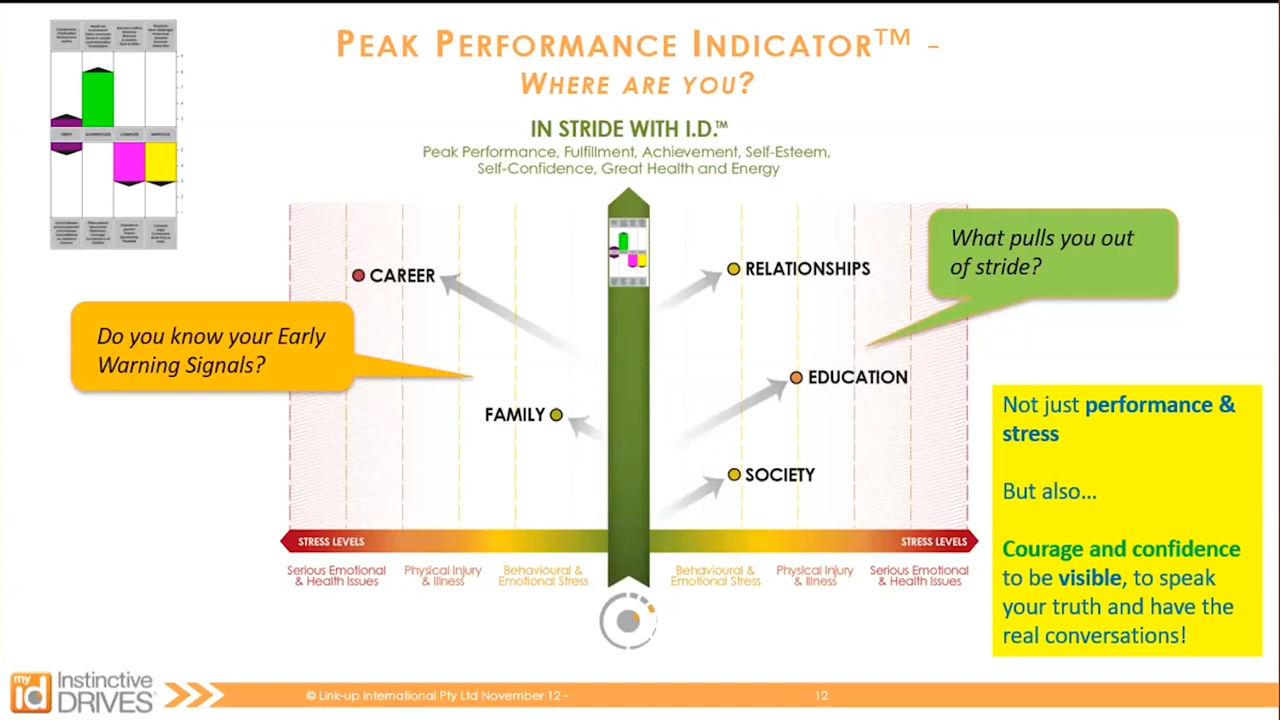 PEAK PERFORMANCE INDICATOR™ -
WHERE ARE YOU?
IN STRIDE WITH I.D.™
Peak Performance, Fulfillment, Achievement, Self-Esteem,
Self-Confidence, Great Health and Energy
VERIFY
AUTHENTICATE
COMPLETE
IMPROVISE
What pulls you out
of stride?
CAREER
RELATIONSHIPS
Do you know your Early
Warning Signals?
EDUCATION
FAMILY
SOCIETY
Not just performance &
stress
But also...
Courage and confidence
to be visible, to speak
your truth and have the
real conversations!
STRESS LEVELS
STRESS LEVELS
Serious Emotional
& Health Issues
Physical Injury
& Illness
Behavioural &
Emotional Stress
Behavioural &
Emotional Stress
Physical Injury
& Illness
Serious Emotional
& Health Issues
my
id
Instinctive
DRIVES
© Link-up International Pty Ltd November 12 -
12